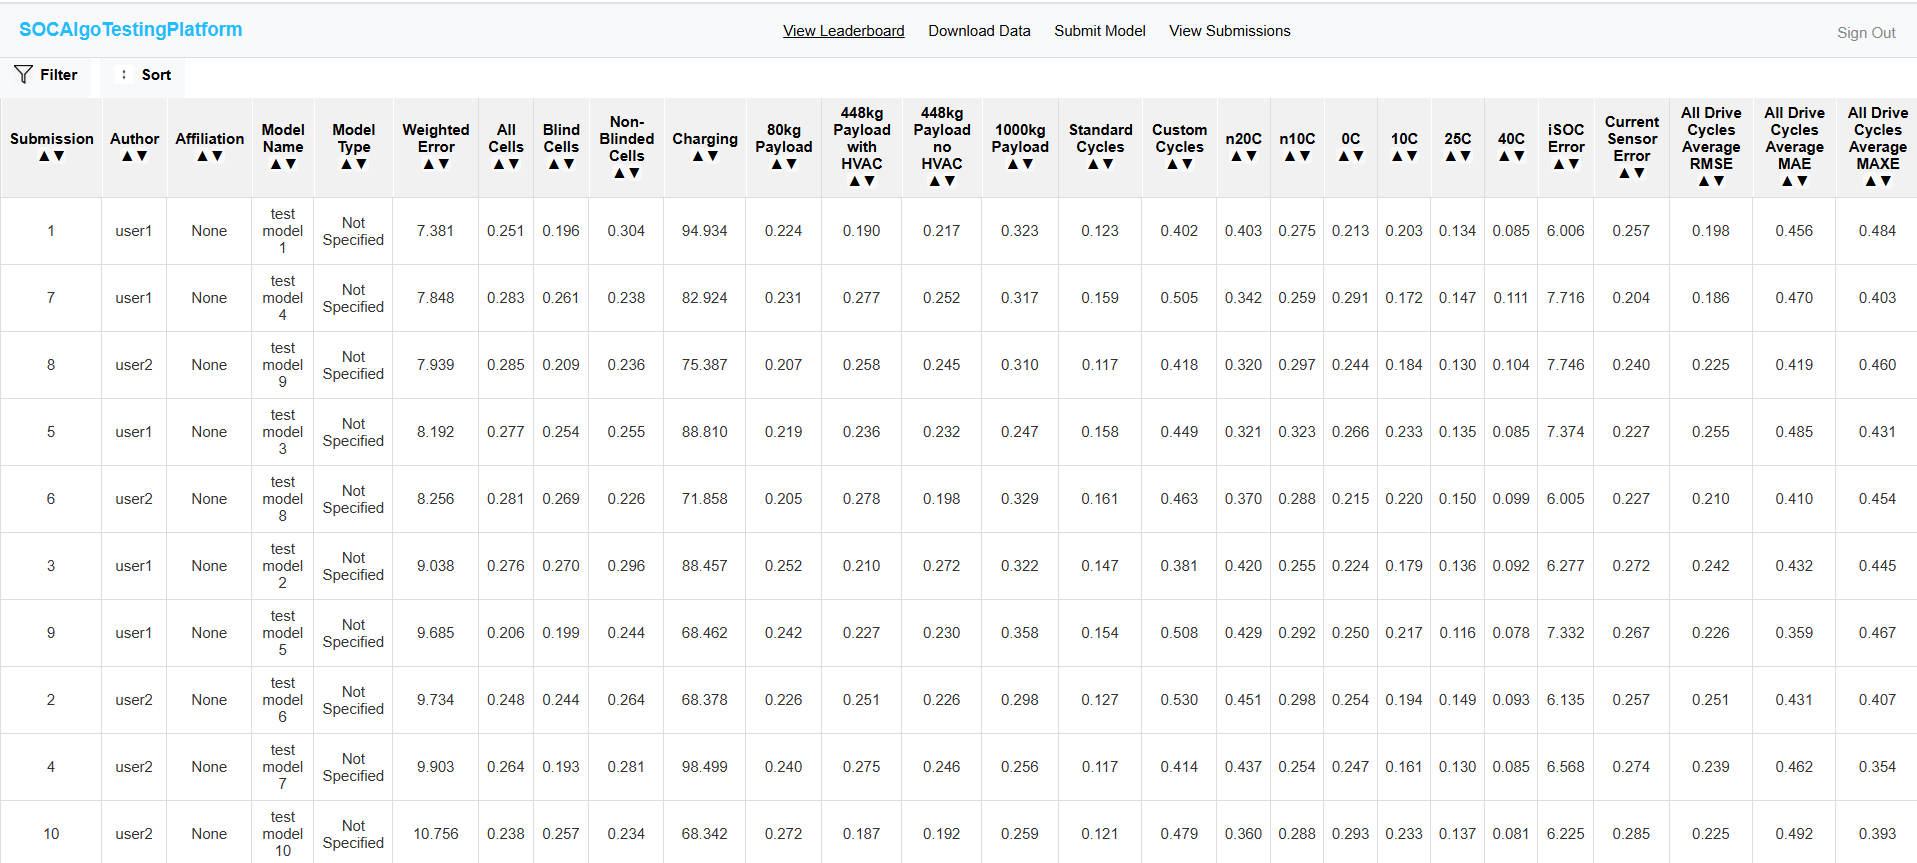 SOCAlgoTestingPlatform
View Leaderboard Download Data Submit Model View Submissions
Sign Out
Filter Sort
Submission ▲▼ Author ▲▼ Affiliation ▲▼ Model Name ▲▼ Model Type ▲▼ Weighted Error ▲▼ All Cells ▲▼ Blind Cells ▲▼ Non-Blinded Cells ▲▼ Charging ▲▼ 80kg Payload ▲▼ 448kg Payload with HVAC ▲▼ 448kg Payload no HVAC ▲▼ 1000kg Payload ▲▼ Standard Cycles ▲▼ Custom Cycles ▲▼ n20C ▲▼ n10C ▲▼ 0C ▲▼ 10C ▲▼ 25C ▲▼ 40C ▲▼ iSOC Error ▲▼ Current Sensor Error ▲▼ All Drive Cycles Average RMSE ▲▼ All Drive Cycles Average MAE ▲▼ All Drive Cycles Average MAXE ▲▼
1 user1 None test model 1 Not Specified 7.381 0.251 0.196 0.304 94.934 0.224 0.190 0.217 0.323 0.123 0.402 0.403 0.275 0.213 0.203 0.134 0.085 6.006 0.257 0.198 0.456 0.484
7 user1 None test model 4 Not Specified 7.848 0.283 0.261 0.238 82.924 0.231 0.277 0.252 0.317 0.159 0.505 0.342 0.259 0.291 0.172 0.147 0.111 7.716 0.204 0.186 0.470 0.403
8 user2 None test model 9 Not Specified 7.939 0.285 0.209 0.236 75.387 0.207 0.258 0.245 0.310 0.117 0.418 0.320 0.297 0.244 0.184 0.130 0.104 7.746 0.240 0.225 0.419 0.460
5 user1 None test model 3 Not Specified 8.192 0.277 0.254 0.255 88.810 0.219 0.236 0.232 0.247 0.158 0.449 0.321 0.323 0.266 0.233 0.135 0.085 7.374 0.227 0.255 0.485 0.431
6 user2 None test model 8 Not Specified 8.256 0.281 0.269 0.226 71.858 0.205 0.278 0.198 0.329 0.161 0.463 0.370 0.288 0.215 0.220 0.150 0.099 6.005 0.227 0.210 0.410 0.454
3 user1 None test model 2 Not Specified 9.038 0.276 0.270 0.296 88.457 0.252 0.210 0.272 0.322 0.147 0.381 0.420 0.255 0.224 0.179 0.136 0.092 6.277 0.272 0.242 0.432 0.445
9 user1 None test model 5 Not Specified 9.685 0.206 0.199 0.244 68.462 0.242 0.227 0.230 0.358 0.154 0.508 0.429 0.292 0.250 0.217 0.116 0.078 7.332 0.267 0.226 0.359 0.467
2 user2 None test model 6 Not Specified 9.734 0.248 0.244 0.264 68.378 0.226 0.251 0.226 0.298 0.127 0.530 0.451 0.298 0.254 0.194 0.149 0.093 6.135 0.257 0.251 0.431 0.407
4 user2 None test model 7 Not Specified 9.903 0.264 0.193 0.281 98.499 0.240 0.275 0.246 0.256 0.117 0.414 0.437 0.254 0.247 0.161 0.130 0.085 6.568 0.274 0.239 0.462 0.354
10 user2 None test model 10 Not Specified 10.756 0.238 0.257 0.234 68.342 0.272 0.187 0.192 0.259 0.121 0.479 0.360 0.288 0.293 0.233 0.137 0.081 6.225 0.285 0.225 0.492 0.393